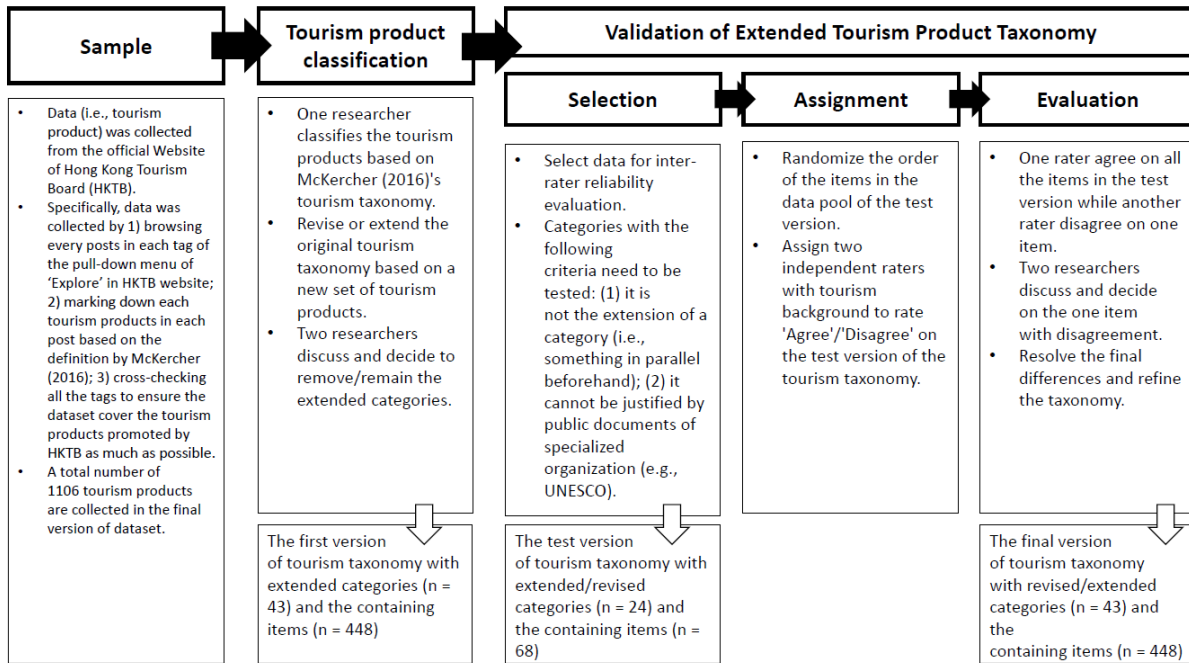 Sample
Tourism product
classification
Validation of Extended Tourism Product Taxonomy
Selection
Assignment
Evaluation
• Data (i.e., tourism
product) was collected
from the official Website
of Hong Kong Tourism
Board (HKTB).
• Specifically, data was
collected by 1) browsing
every posts in each tag of
the pull-down menu of
‘Explore’ in HKTB website;
2) marking down each
tourism products in each
post based on the
definition by McKercher
(2016); 3) cross-checking
all the tags to ensure the
dataset cover the tourism
products promoted by
HKTB as much as possible.
• A total number of
1106 tourism products
are collected in the final
version of dataset.
• One researcher
classifies the tourism
products based on
McKercher (2016)'s
tourism taxonomy.
• Revise or extend the
original tourism
taxonomy based on a
new set of tourism
products.
• Two researchers
discuss and decide to
remove/remain the
extended categories.
The first version
of tourism taxonomy with
extended categories (n =
43) and the containing
items (n = 448)
• Select data for inter-
rater reliability
evaluation.
• Categories with the
following
criteria need to be
tested: (1) it is
not the extension of a
category (i.e.,
something in parallel
beforehand); (2) it
cannot be justified by
public documents of
specialized
organization (e.g.,
UNESCO).
The test version
of tourism taxonomy with
extended/revised
categories (n = 24) and
the containing items (n =
68)
• Randomize the order
of the items in the
data pool of the test
version.
• Assign two
independent raters
with tourism
background to rate
'Agree'/'Disagree' on
the test version of the
tourism taxonomy.
• One rater agree on all
the items in the test
version while another
rater disagree on one
item.
• Two researchers
discuss and decide
on the one item
with disagreement.
• Resolve the final
differences and refine
the taxonomy.
The final version
of tourism taxonomy
with revised/extended
categories (n = 43) and
the
containing items (n = 448)